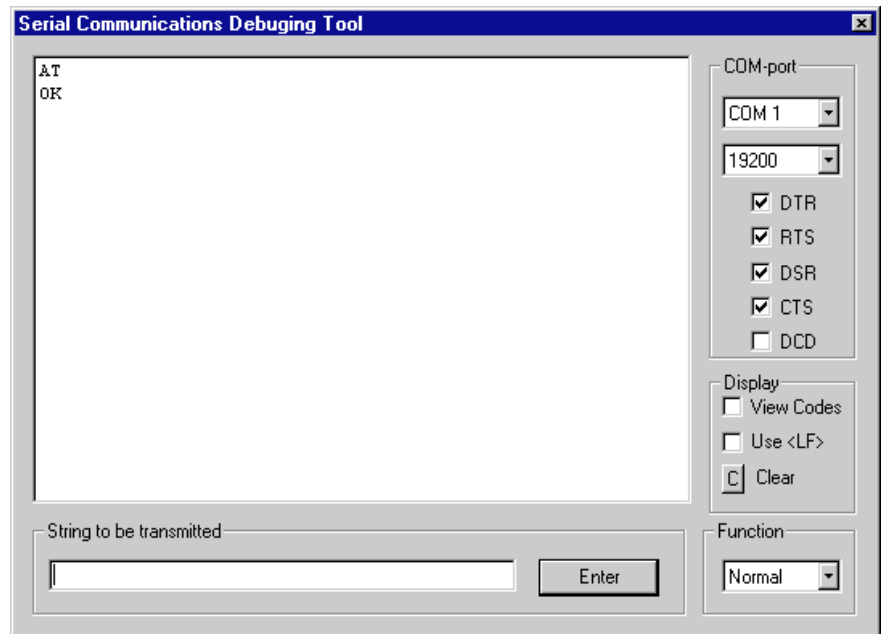 Serial Communications Debuging Tool
AT
OK
COM-port
COM 1
19200
DTR
RTS
DSR
CTS
DCD
Display
View Codes
Use <LF>
C Clear
String to be transmitted
Enter
Function
Normal